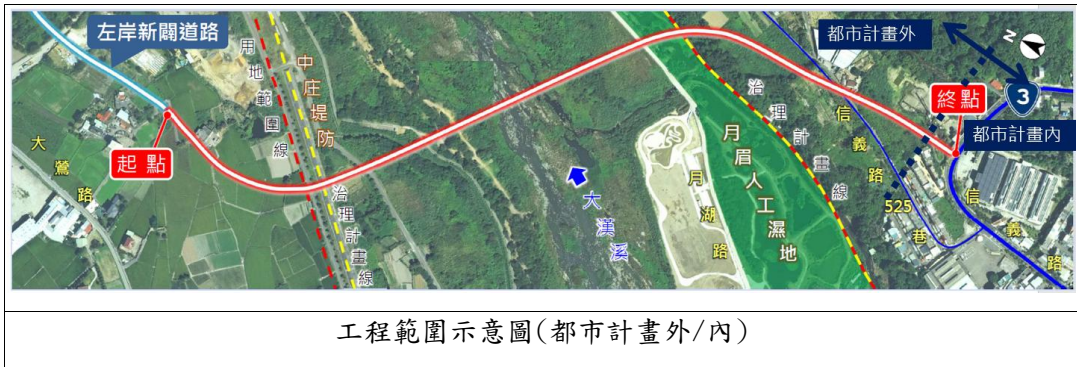 左岸新闢道路
起點
大鶯路
用地範圍線
中庄堤防
治理計畫線
大漢溪
月湖路
月眉人工濕地
治理計畫線
信義路
525
巷
都市計畫外
N
3
終點
都市計畫內
信義路
工程範圍示意圖(都市計畫外/內)